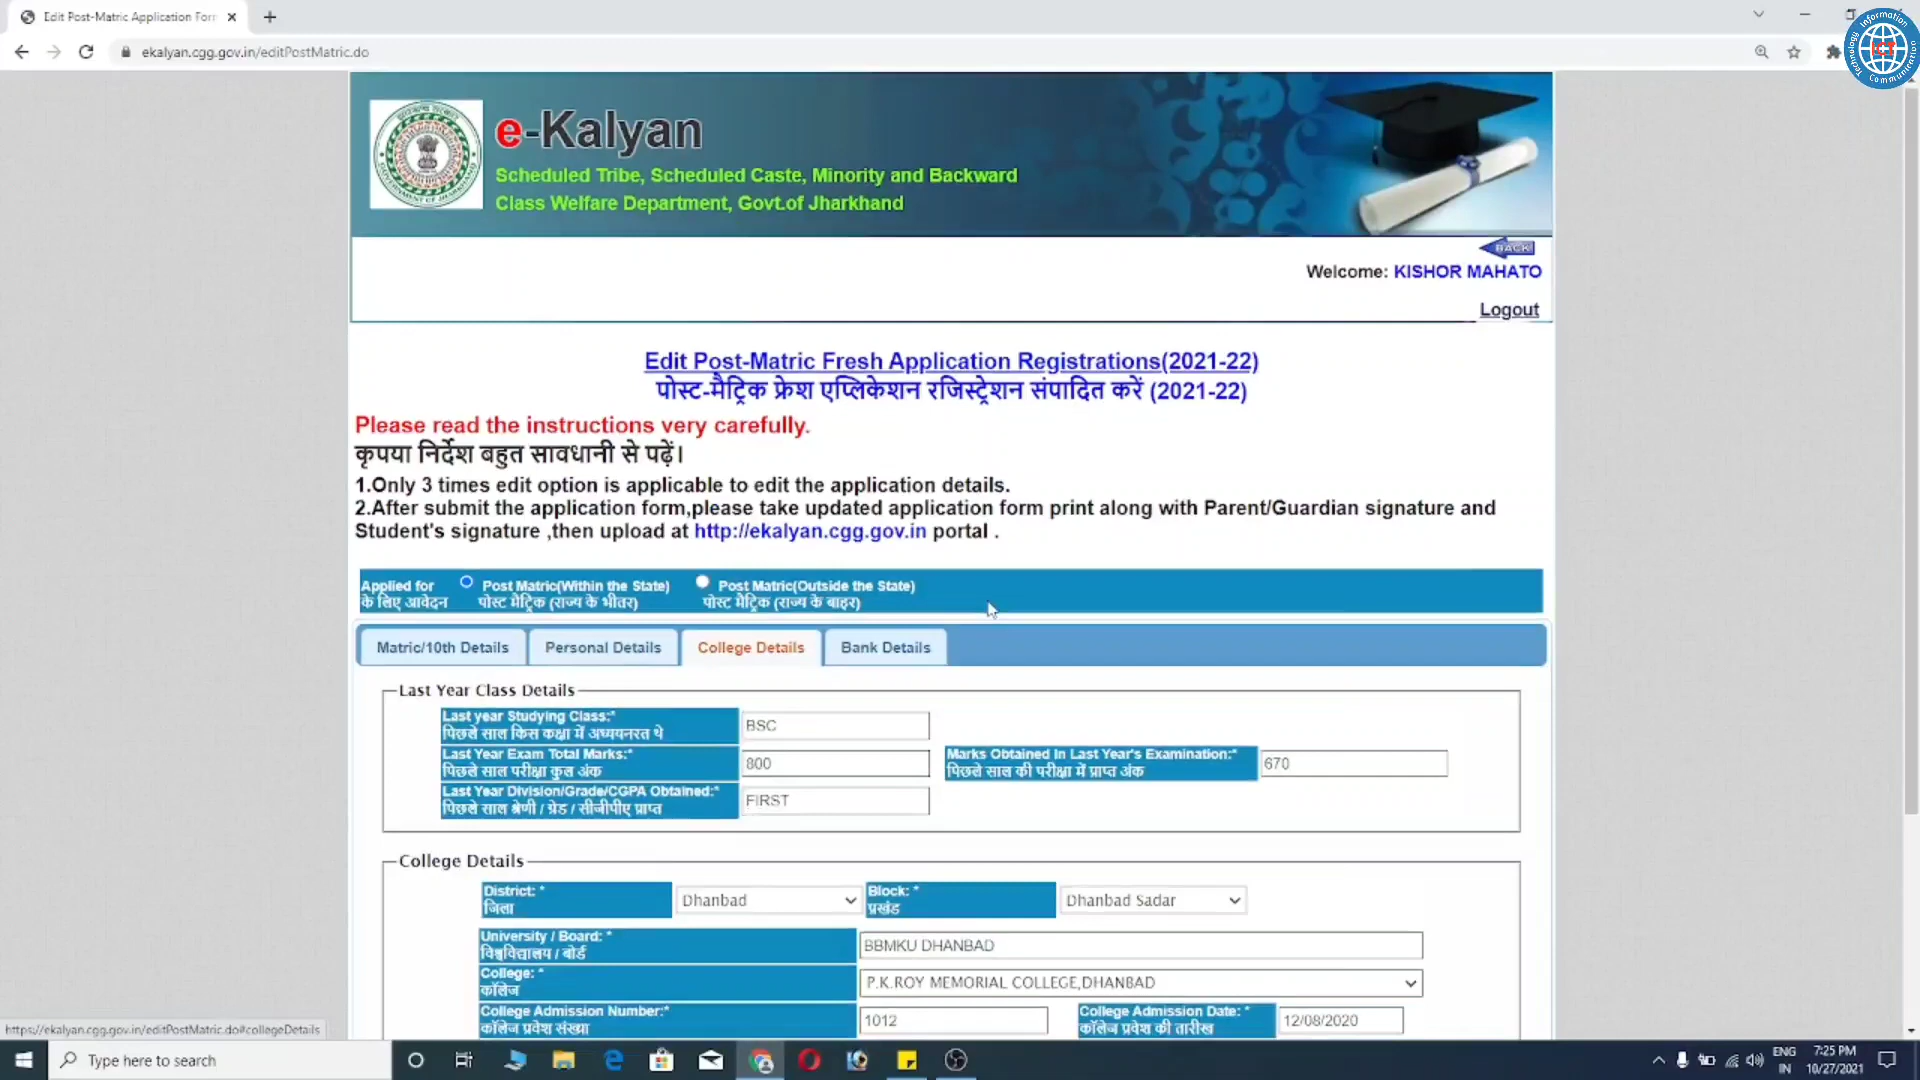 Edit Post-Matric Application Form
ekalyan.cgg.gov.in/editPostMatric.do
Information
Communication
Technology
ICT
e-Kalyan
Scheduled Tribe, Scheduled Caste, Minority and Backward
Class Welfare Department, Govt.of Jharkhand
BACK
Welcome: KISHOR MAHATO
Logout
Edit Post-Matric Fresh Application Registrations(2021-22)
पोस्ट-मैट्रिक फ्रेश एप्लिकेशन रजिस्ट्रेशन संपादित करें (2021-22)
Please read the instructions very carefully.
कृपया निर्देश बहुत सावधानी से पढ़ें।
1.Only 3 times edit option is applicable to edit the application details.
2.After submit the application form,please take updated application form print along with Parent/Guardian signature and
Student's signature ,then upload at http://ekalyan.cgg.gov.in portal .
Applied for Post Matric(Within the State) Post Matric(Outside the State)
के लिए आवेदन पोस्ट मैट्रिक (राज्य के भीतर) पोस्ट मैट्रिक (राज्य के बाहर)
Matric/10th Details Personal Details College Details Bank Details
Last Year Class Details
Last year Studying Class:* BSC
पिछले साल किस कक्षा में अध्ययनरत थे
Last Year Exam Total Marks:* 800 Marks Obtained In Last Year's Examination:* 670
पिछले साल परीक्षा कुल अंक पिछले साल की परीक्षा में प्राप्त अंक
Last Year Division/Grade/CGPA Obtained:* FIRST
पिछले साल श्रेणी / ग्रेड / सीजीपीए प्राप्त
College Details
District: * Dhanbad Block: * Dhanbad Sadar
जिला प्रखंड
University / Board: * BBMKU DHANBAD
विश्वविद्यालय / बोर्ड
College: * P.K.ROY MEMORIAL COLLEGE,DHANBAD
कॉलेज
College Admission Number:* 1012 College Admission Date: * 12/08/2020
कॉलेज प्रवेश संख्या कॉलेज प्रवेश की तारीख
https://ekalyan.cgg.gov.in/editPostMatric.do#collegeDetails
Type here to search
ENG 7:25 PM
IN 10/27/2021